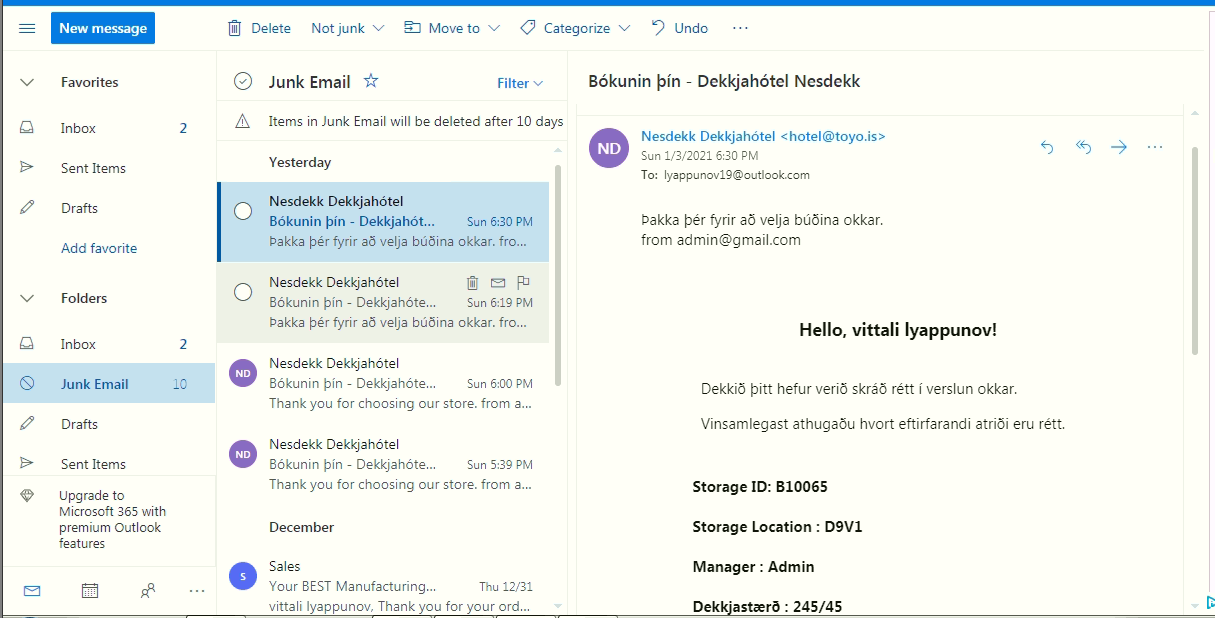 New message
Delete
Not junk
Move to
Categorize
Undo
Favorites
Inbox 2
Sent Items
Drafts
Add favorite
Folders
Inbox 2
Junk Email 10
Drafts
Sent Items
Upgrade to
Microsoft 365 with
premium Outlook
features
Junk Email
Filter
Items in Junk Email will be deleted after 10 days
Yesterday
Nesdekk Dekkjahótel
Bókunin þín - Dekkjahót... Sun 6:30 PM
Þakka þér fyrir að velja búðina okkar. fro...
Nesdekk Dekkjahótel
Bókunin þín - Dekkjahóte... Sun 6:19 PM
Þakka þér fyrir að velja búðina okkar. fro...
ND
Nesdekk Dekkjahótel
Bókunin þín - Dekkjahóte... Sun 6:00 PM
Thank you for choosing our store. from a...
ND
Nesdekk Dekkjahótel
Bókunin þín - Dekkjahóte... Sun 5:39 PM
Thank you for choosing our store. from a...
December
S
Sales
Your BEST Manufacturing... Thu 12/31
vittali lyappunov, Thank you for your ord...
Bókunin þín - Dekkjahótel Nesdekk
ND
Nesdekk Dekkjahótel <hotel@toyo.is>
Sun 1/3/2021 6:30 PM
To: lyappunov19@outlook.com
Þakka þér fyrir að velja búðina okkar.
from admin@gmail.com
Hello, vittali lyappunov!
Dekkið þitt hefur verið skráð rétt í verslun okkar.
Vinsamlegast athugaðu hvort eftirfarandi atriði eru rétt.
Storage ID: B10065
Storage Location : D9V1
Manager : Admin
Dekkjastærð : 245/45